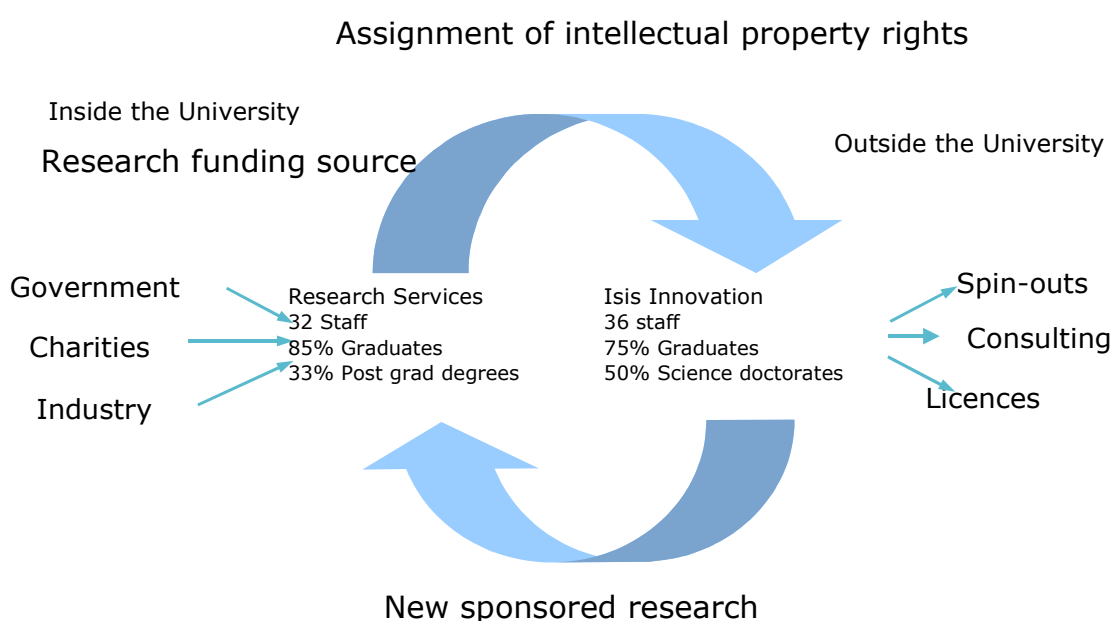 Assignment of intellectual property rights
Inside the University
Research funding source
Outside the University
Government
Charities
Industry
Research Services
32 Staff
85% Graduates
33% Post grad degrees
Isis Innovation
36 staff
75% Graduates
50% Science doctorates
Spin-outs
Consulting
Licences
New sponsored research